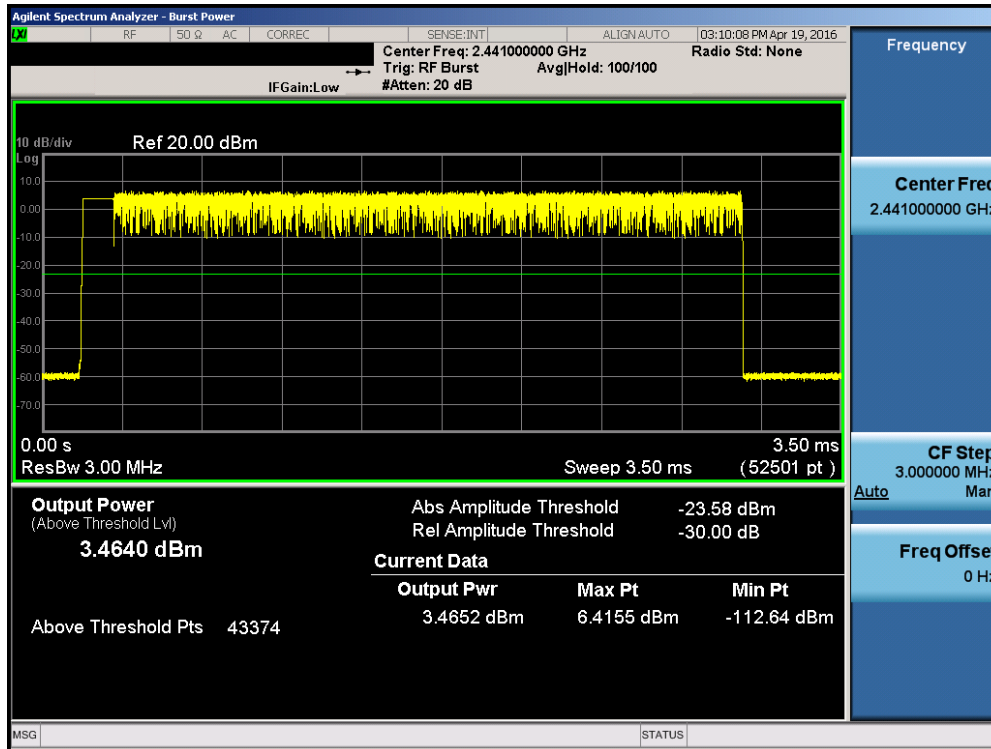 Agilent Spectrum Analyzer - Burst Power
LXI RF 50 Ω AC CORREC SENSE:INT ALIGN AUTO 03:10:08 PM Apr 19, 2016
Center Freq: 2.441000000 GHz Radio Std: None
Trig: RF Burst Avg|Hold: 100/100
IFGain:Low #Atten: 20 dB
10 dB/div Ref 20.00 dBm
Log
10.0
0.00
-10.0
-20.0
-30.0
-40.0
-50.0
-60.0
-70.0
0.00 s 3.50 ms
ResBw 3.00 MHz Sweep 3.50 ms (52501 pt)
Output Power
(Above Threshold Lvl)
3.4640 dBm
Above Threshold Pts 43374
Abs Amplitude Threshold -23.58 dBm
Rel Amplitude Threshold -30.00 dB
Current Data
Output Pwr Max Pt Min Pt
3.4652 dBm 6.4155 dBm -112.64 dBm
Frequency
Center Freq
2.441000000 GHz
CF Step
3.000000 MHz
Auto Man
Freq Offset
0 Hz
MSG STATUS